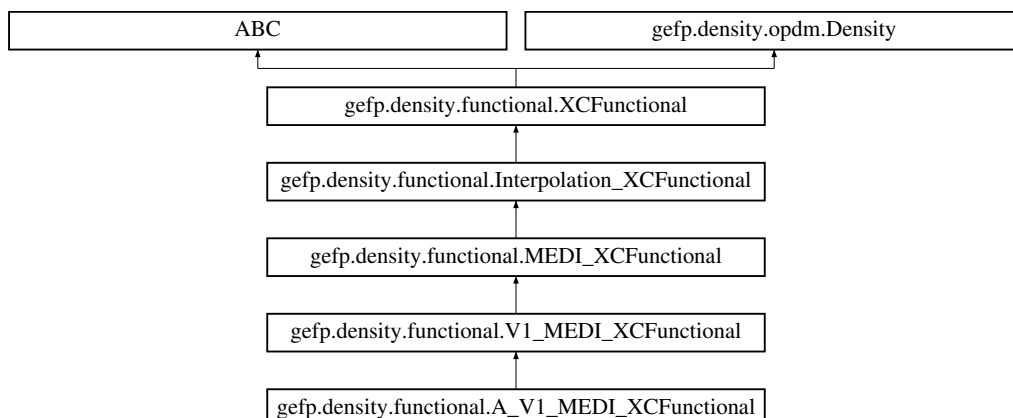 ABC
gefp.density.opdm.Density
gefp.density.functional.XCFunctional
gefp.density.functional.Interpolation_XCFunctional
gefp.density.functional.MEDI_XCFunctional
gefp.density.functional.V1_MEDI_XCFunctional
gefp.density.functional.A_V1_MEDI_XCFunctional